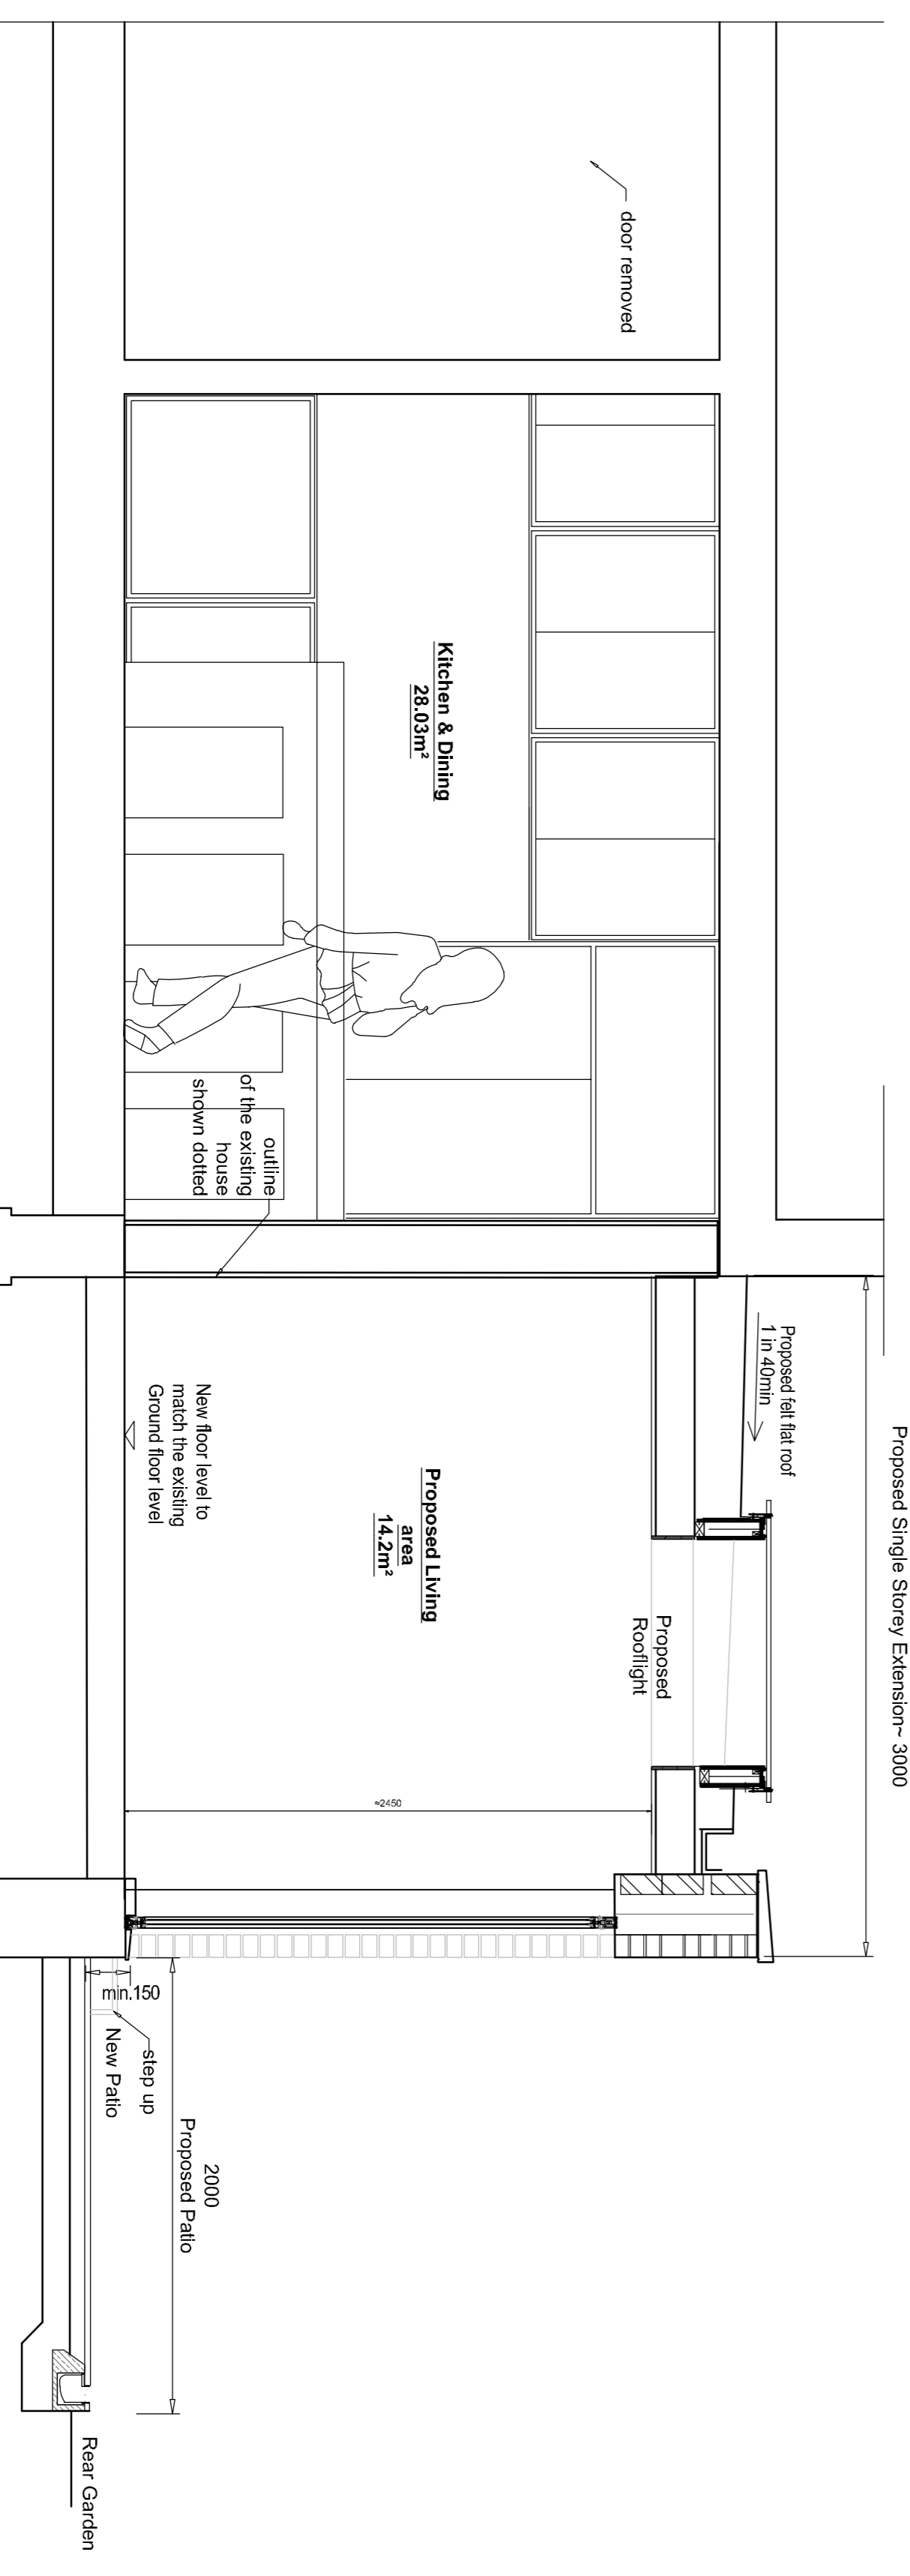 door removed
Kitchen & Dining
28.03m²
outline
of the existing
house
shown dotted
Proposed Single Storey Extension~ 3000
Proposed felt flat roof
1 in 40min
Proposed
Rooflight
Proposed Living
area
14.2m²
New floor level to
match the existing
Ground floor level
≈2450
min.150
step up
New Patio
2000
Proposed Patio
Rear Garden